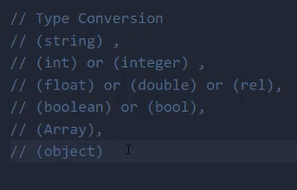 // Type Conversion
// (string) ,
// (int) or (integer) ,
// (float) or (double) or (rel),
// (boolean) or (bool),
// (Array),
// (object)